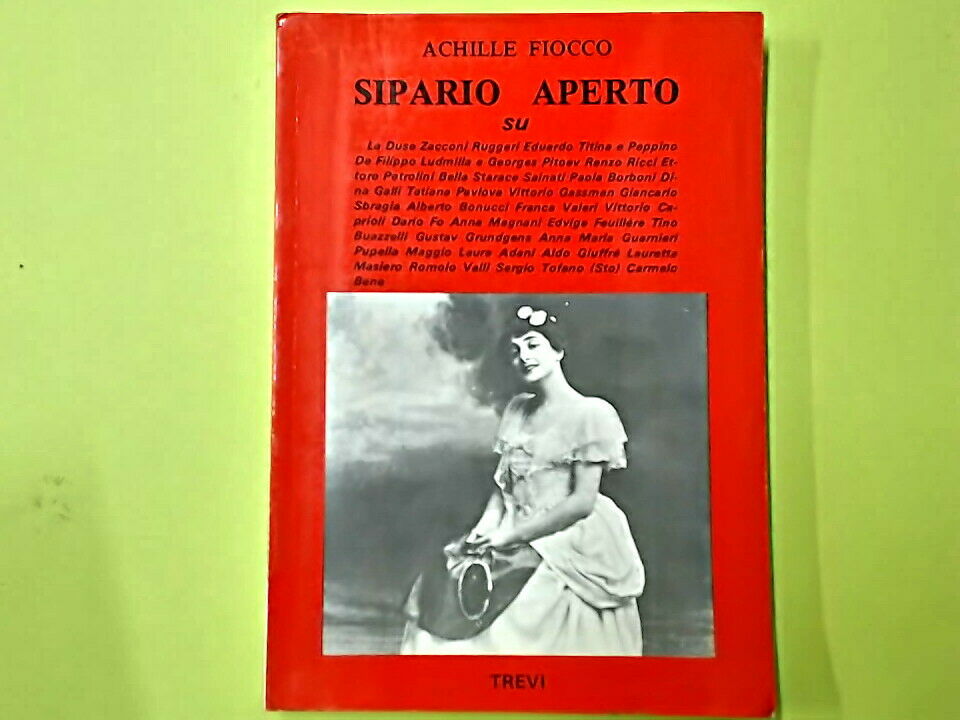 ACHILLE FIOCCO
SIPARIO APERTO
su
La Duse Zacconi Ruggeri Eduardo Titina e Peppino
De Filippo Ludmilla e Georges Pitoev Renzo Ricci Et-
tore Petrolini Bella Starace Sainati Paola Borboni Di-
na Galli Tatiana Pavlova Vittorio Gassman Giancarlo
Sbragia Alberto Bonucci Franca Valeri Vittorio Ca-
prioli Dario Fo Anna Magnani Edvige Feuillère Tino
Buazzelli Gustav Grundgens Anna Maria Guarnieri
Pupella Maggio Laura Adani Aldo Giuffrè Lauretta
Masiero Romolo Valli Sergio Tofano (Sto) Carmelo
Bene
TREVI